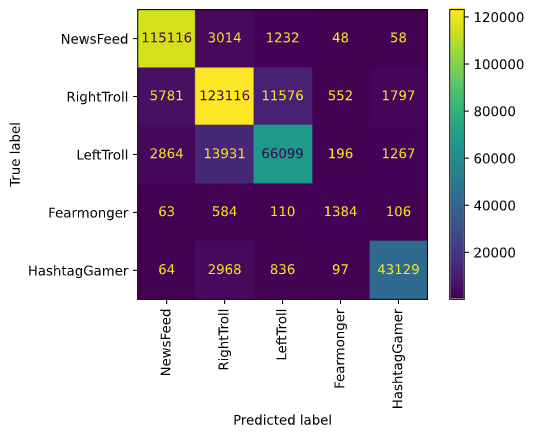 NewsFeed 115116 3014 1232 48 58
RightTroll 5781 123116 11576 552 1797
LeftTroll 2864 13931 66099 196 1267
Fearmonger 63 584 110 1384 106
HashtagGamer 64 2968 836 97 43129
True label
NewsFeed
RightTroll
LeftTroll
Fearmonger
HashtagGamer
Predicted label
120000
100000
80000
60000
40000
20000